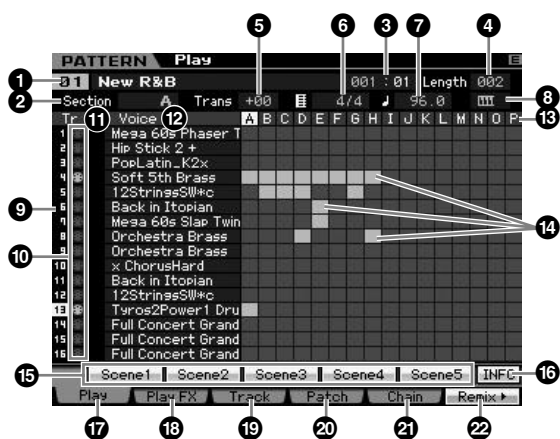 5 6 3 7 4
PATTERN Play E
1 01 New R&B 001 : 01 Length 002
2 Section A Trans +00 4/4 ♩ 96.0 8
Tr 11 Voice 12 A B C D E F G H I J K L M N O P 13
1 Mega 60s Phaser T
2 Hip Stick 2 +
3 PopLatin_K2x
4 Soft 5th Brass
5 12StringsSW*c
9 6 Back in Itopian 14
7 Mega 60s Slap Twin
8 Orchestra Brass
10 9 Orchestra Brass
10 x ChorusHard
11 Back in Itopian
12 12StringsSW*c
13 Tyros2Power1 Dru
14 Full Concert Grand
15 Full Concert Grand
16 Full Concert Grand
15 Scene1 Scene2 Scene3 Scene4 Scene5 INFO 16
Play Play FX Track Patch Chain Remix
17 18 19 20 21 22